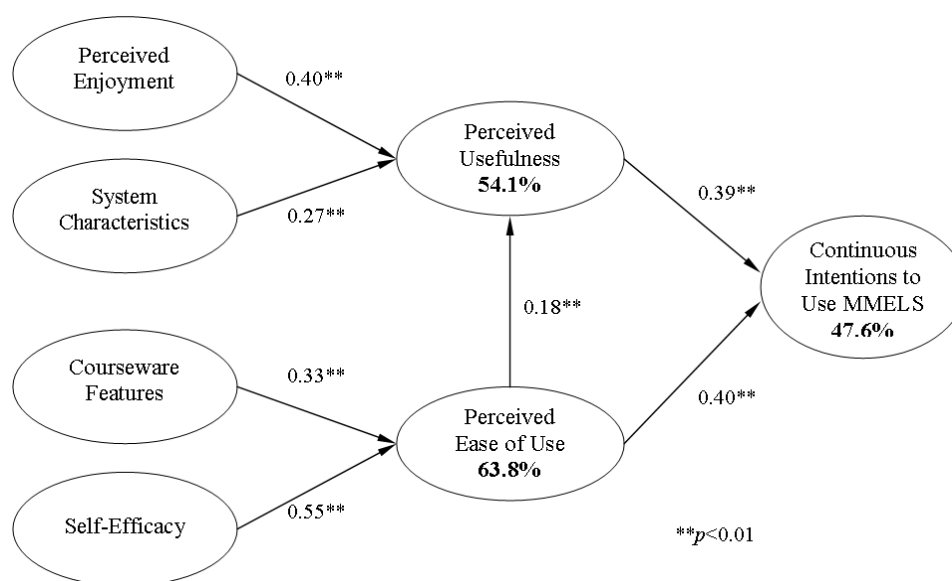 Perceived
Enjoyment
0.40**
System
Characteristics
0.27**
Perceived
Usefulness
54.1%
0.39**
Continuous
Intentions to
Use MMELS
47.6%
0.18**
Courseware
Features
0.33**
Perceived
Ease of Use
63.8%
0.40**
Self-Efficacy
0.55**
**p<0.01